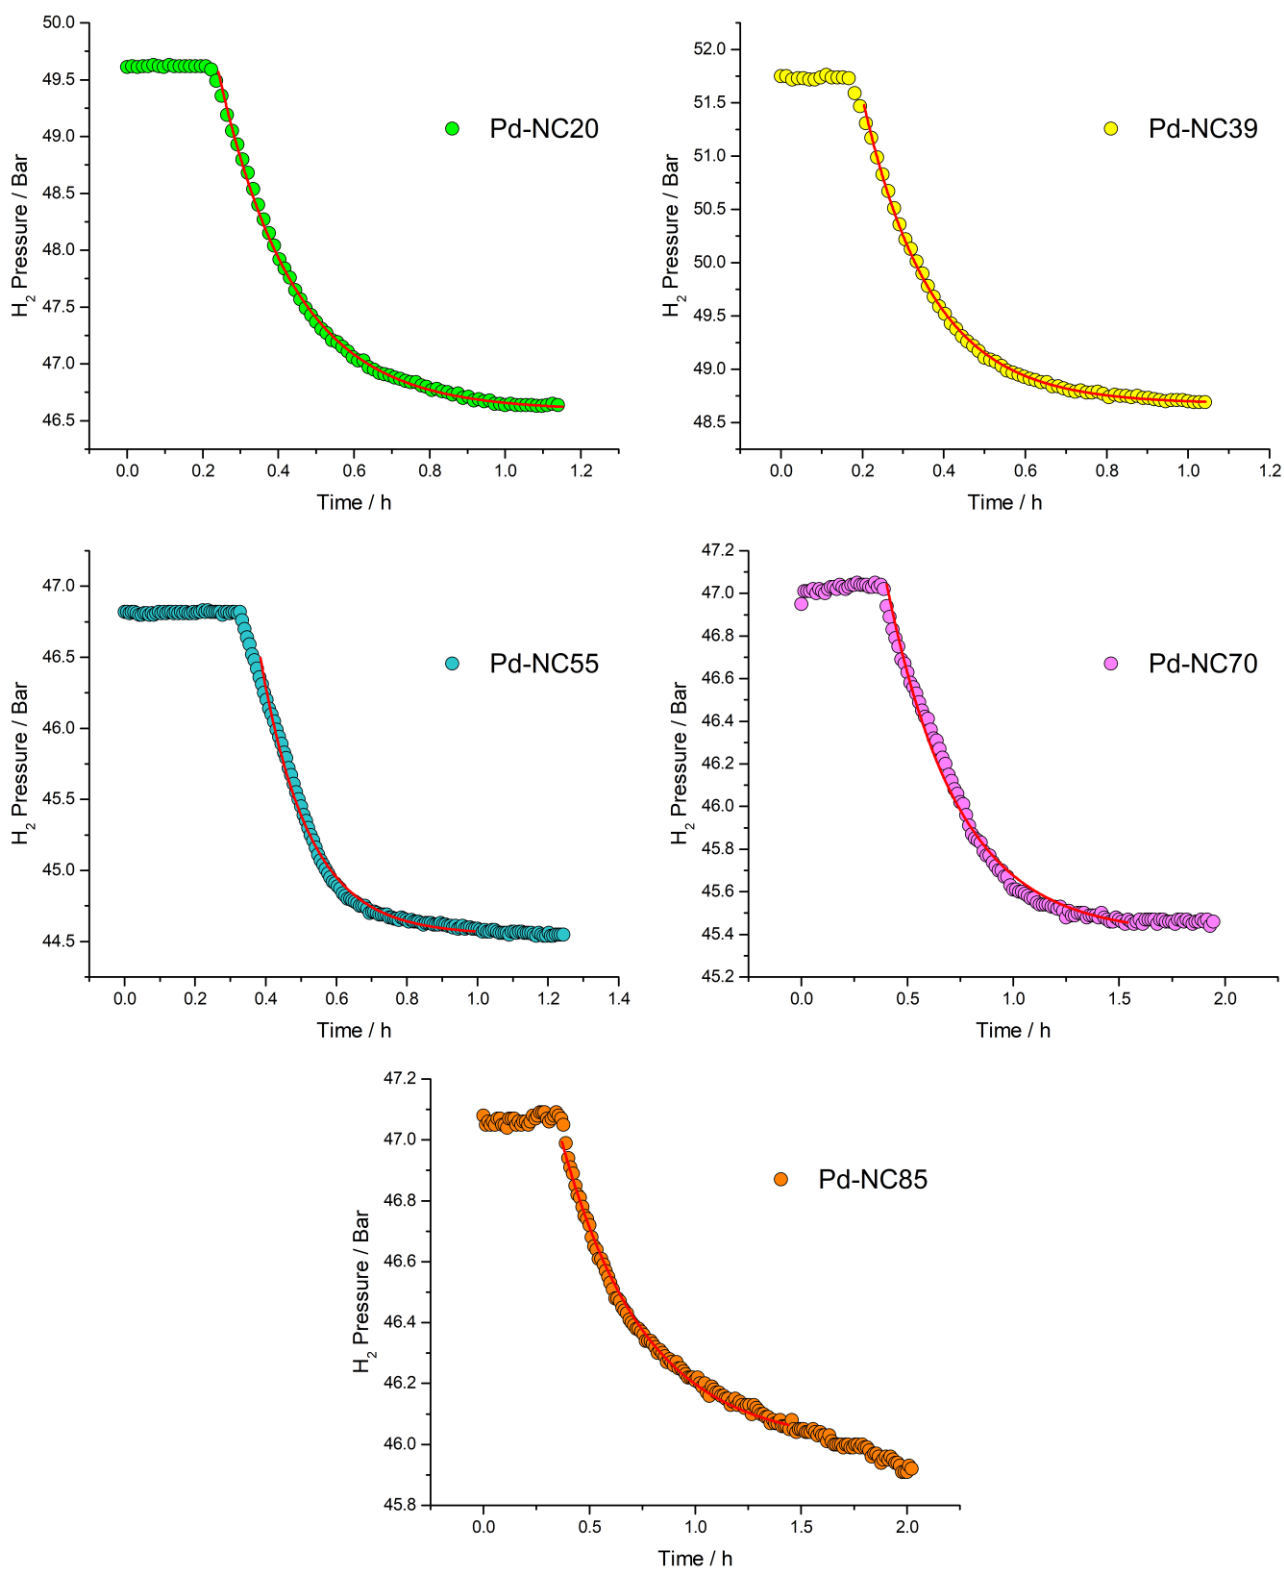 50.0
49.5
49.0
48.5
48.0
47.5
47.0
46.5
H₂ Pressure / Bar
Pd-NC20
0.0 0.2 0.4 0.6 0.8 1.0 1.2
Time / h
52.0
51.5
51.0
50.5
50.0
49.5
49.0
48.5
H₂ Pressure / Bar
Pd-NC39
0.0 0.2 0.4 0.6 0.8 1.0 1.2
Time / h
47.0
46.5
46.0
45.5
45.0
44.5
H₂ Pressure / Bar
Pd-NC55
0.0 0.2 0.4 0.6 0.8 1.0 1.2 1.4
Time / h
47.2
47.0
46.8
46.6
46.4
46.2
46.0
45.8
45.6
45.4
45.2
H₂ Pressure / Bar
Pd-NC70
0.0 0.5 1.0 1.5 2.0
Time / h
47.2
47.0
46.8
46.6
46.4
46.2
46.0
45.8
H₂ Pressure / Bar
Pd-NC85
0.0 0.5 1.0 1.5 2.0
Time / h